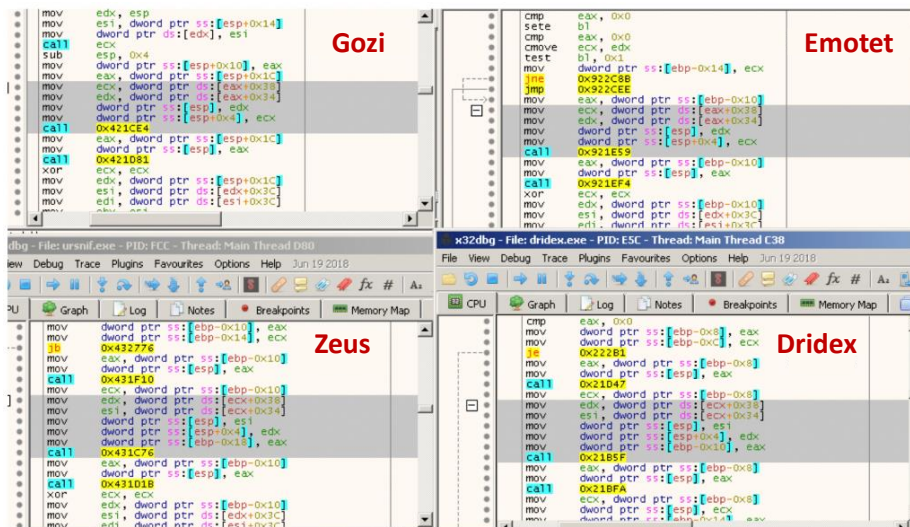 mov edx, esp
mov esi, dword ptr ss:[esp+0x14]
mov dword ptr ds:[edx], esi
call ecx
sub esp, 0x4
mov dword ptr ss:[esp+0x10], eax
mov eax, dword ptr ss:[esp+0x1C]
mov ecx, dword ptr ds:[eax+0x38]
mov edx, dword ptr ds:[eax+0x34]
mov dword ptr ss:[esp], edx
mov dword ptr ss:[esp+0x4], ecx
call 0x421CE4
mov eax, dword ptr ss:[esp+0x1C]
mov dword ptr ss:[esp], eax
call 0x421D81
xor ecx, ecx
mov edx, dword ptr ss:[esp+0x1C]
mov esi, dword ptr ds:[edx+0x3C]
mov edi, dword ptr ds:[esi+0x3C]
mov ebx, esi
Gozi
cmp eax, 0x0
sete bl
cmp eax, 0x0
cmove ecx, edx
test bl, 0x1
mov dword ptr ss:[ebp-0x14], ecx
jne 0x922C8B
jmp 0x922CEE
mov eax, dword ptr ss:[ebp-0x10]
mov ecx, dword ptr ds:[eax+0x38]
mov edx, dword ptr ds:[eax+0x34]
mov dword ptr ss:[esp], edx
mov dword ptr ss:[esp+0x4], ecx
call 0x921E59
mov eax, dword ptr ss:[ebp-0x10]
mov dword ptr ss:[esp], eax
call 0x921EF4
xor ecx, ecx
mov edx, dword ptr ss:[ebp-0x10]
mov esi, dword ptr ds:[edx+0x3C]
mov edi, dword ptr ds:[esi+0x3C]
Emotet
dbg - File: ursnif.exe - PID: FCC - Thread: Main Thread D80
View Debug Trace Plugins Favourites Options Help Jun 19 2018
PU Graph Log Notes Breakpoints Memory Map
mov dword ptr ss:[ebp-0x10], eax
mov dword ptr ss:[ebp-0x14], ecx
jb 0x432776
mov eax, dword ptr ss:[ebp-0x10]
mov dword ptr ss:[esp], eax
call 0x431F10
mov ecx, dword ptr ss:[ebp-0x10]
mov edx, dword ptr ds:[ecx+0x38]
mov esi, dword ptr ds:[ecx+0x34]
mov dword ptr ss:[esp], esi
mov dword ptr ss:[esp+0x4], edx
mov dword ptr ss:[ebp-0x18], eax
call 0x431C76
mov eax, dword ptr ss:[ebp-0x10]
mov dword ptr ss:[esp], eax
call 0x431D1B
xor ecx, ecx
mov edx, dword ptr ss:[ebp-0x10]
mov esi, dword ptr ds:[edx+0x3C]
mov edi, dword ptr ds:[esi+0x3C]
Zeus
x32dbg - File: dridex.exe - PID: E5C - Thread: Main Thread C38
File View Debug Trace Plugins Favourites Options Help Jun 19 2018
CPU Graph Log Notes Breakpoints Memory Map
cmp eax, 0x0
mov dword ptr ss:[ebp-0x8], eax
mov dword ptr ss:[ebp-0xC], ecx
je 0x222B1
mov eax, dword ptr ss:[ebp-0x8]
mov dword ptr ss:[esp], eax
call 0x21D47
mov ecx, dword ptr ss:[ebp-0x8]
mov edx, dword ptr ds:[ecx+0x38]
mov esi, dword ptr ds:[ecx+0x34]
mov dword ptr ss:[esp], esi
mov dword ptr ss:[esp+0x4], edx
mov dword ptr ss:[ebp-0x10], eax
call 0x21B5F
mov eax, dword ptr ss:[ebp-0x8]
mov dword ptr ss:[esp], eax
call 0x21BFA
mov ecx, dword ptr ss:[ebp-0x8]
mov dword ptr ss:[ebp-0x14], eax
Dridex